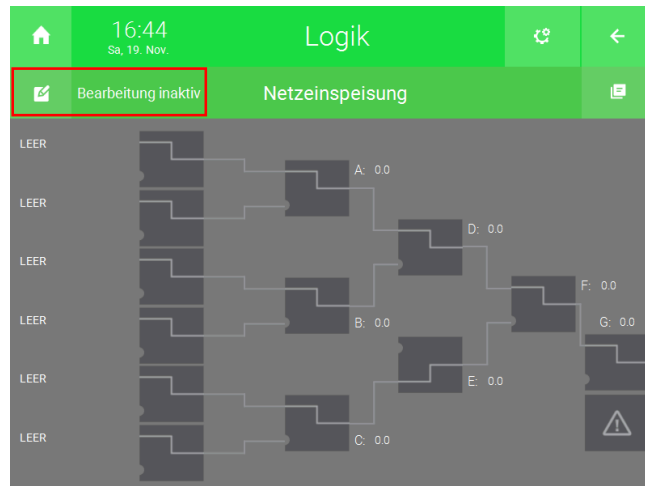 16:44
Logik
Sa, 19. Nov.
Bearbeitung inaktiv
Netzeinspeisung
LEER
A: 0.0
LEER
D: 0.0
LEER
F: 0.0
LEER
B: 0.0
G: 0.0
LEER
E: 0.0
LEER
C: 0.0